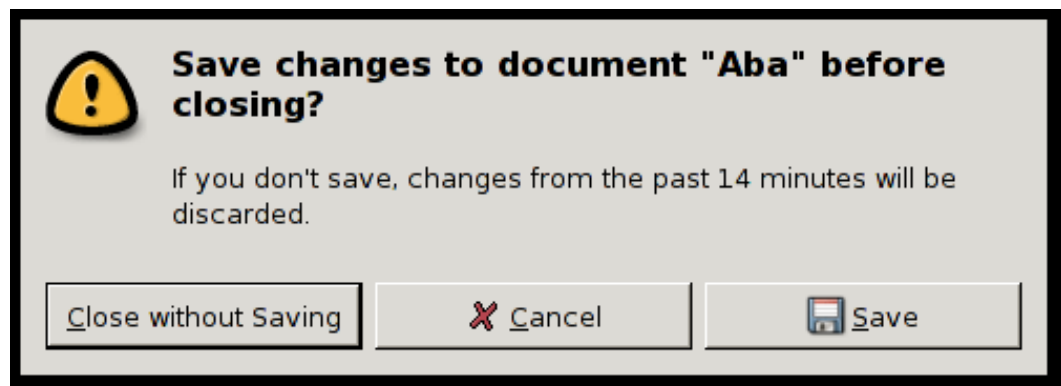 Save changes to document "Aba" before
closing?
If you don't save, changes from the past 14 minutes will be
discarded.
Close without Saving
Cancel
Save